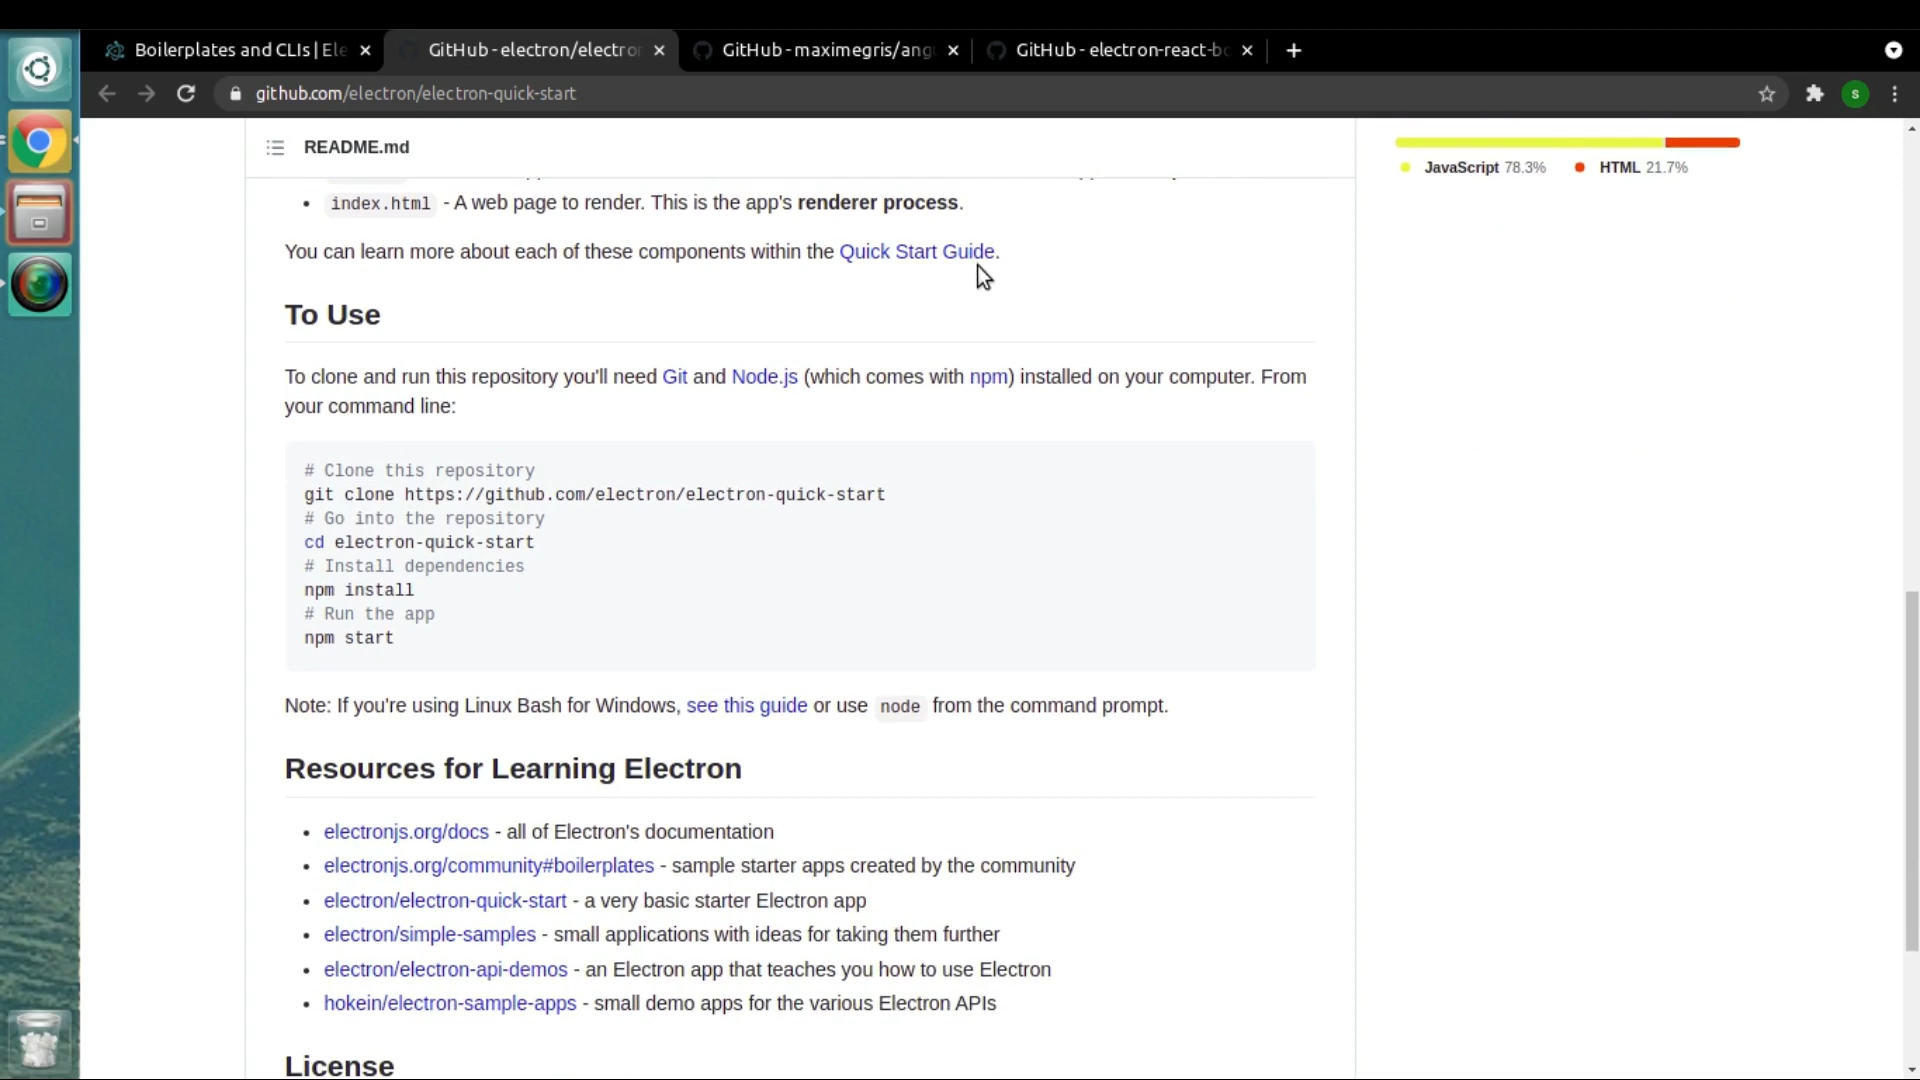 Boilerplates and CLIs | Ele
GitHub - electron/electron
GitHub - maximegris/ang
GitHub - electron-react-bo
github.com/electron/electron-quick-start
S
README.md
JavaScript 78.3%
HTML 21.7%
index.html - A web page to render. This is the app's renderer process.
You can learn more about each of these components within the Quick Start Guide.
To Use
To clone and run this repository you'll need Git and Node.js (which comes with npm) installed on your computer. From
your command line:
# Clone this repository
git clone https://github.com/electron/electron-quick-start
# Go into the repository
cd electron-quick-start
# Install dependencies
npm install
# Run the app
npm start
Note: If you're using Linux Bash for Windows, see this guide or use node from the command prompt.
Resources for Learning Electron
electronjs.org/docs - all of Electron's documentation
electronjs.org/community#boilerplates - sample starter apps created by the community
electron/electron-quick-start - a very basic starter Electron app
electron/simple-samples - small applications with ideas for taking them further
electron/electron-api-demos - an Electron app that teaches you how to use Electron
hokein/electron-sample-apps - small demo apps for the various Electron APIs
License